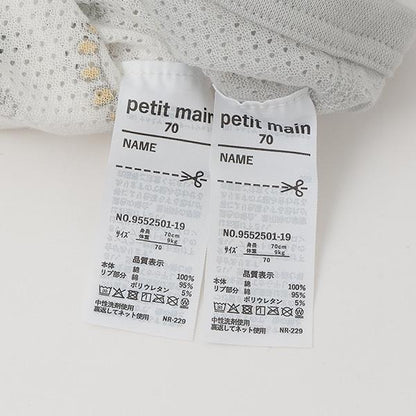 petit main
70
NAME
NO.9552501-19
サイズ 身長 70cm
体重 9kg
70
品質表示
本体 綿 100%
リブ部分 綿 95%
ポリウレタン 5%
中性洗剤使用
裏返してネット使用 NR-229
petit main
70
NAME
NO.9552501-19
サイズ 身長 70cm
体重 9kg
70
品質表示
本体 綿 100%
リブ部分 綿 95%
ポリウレタン 5%
中性洗剤使用
裏返してネット使用 NR-229